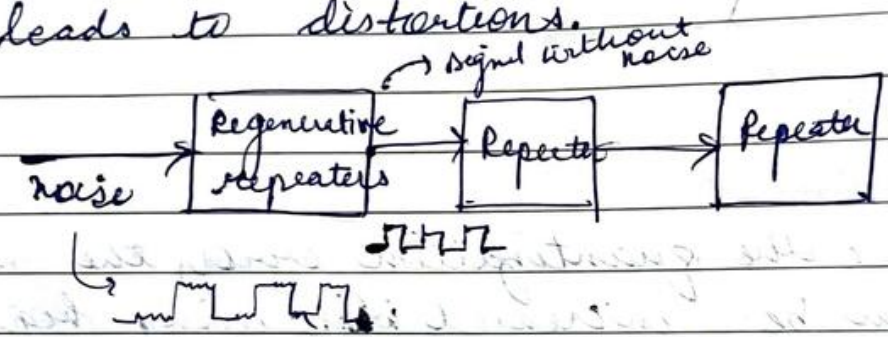 leads to distortions.
signal without
noise
Regenerative
repeaters
Repeater
Repeater
noise